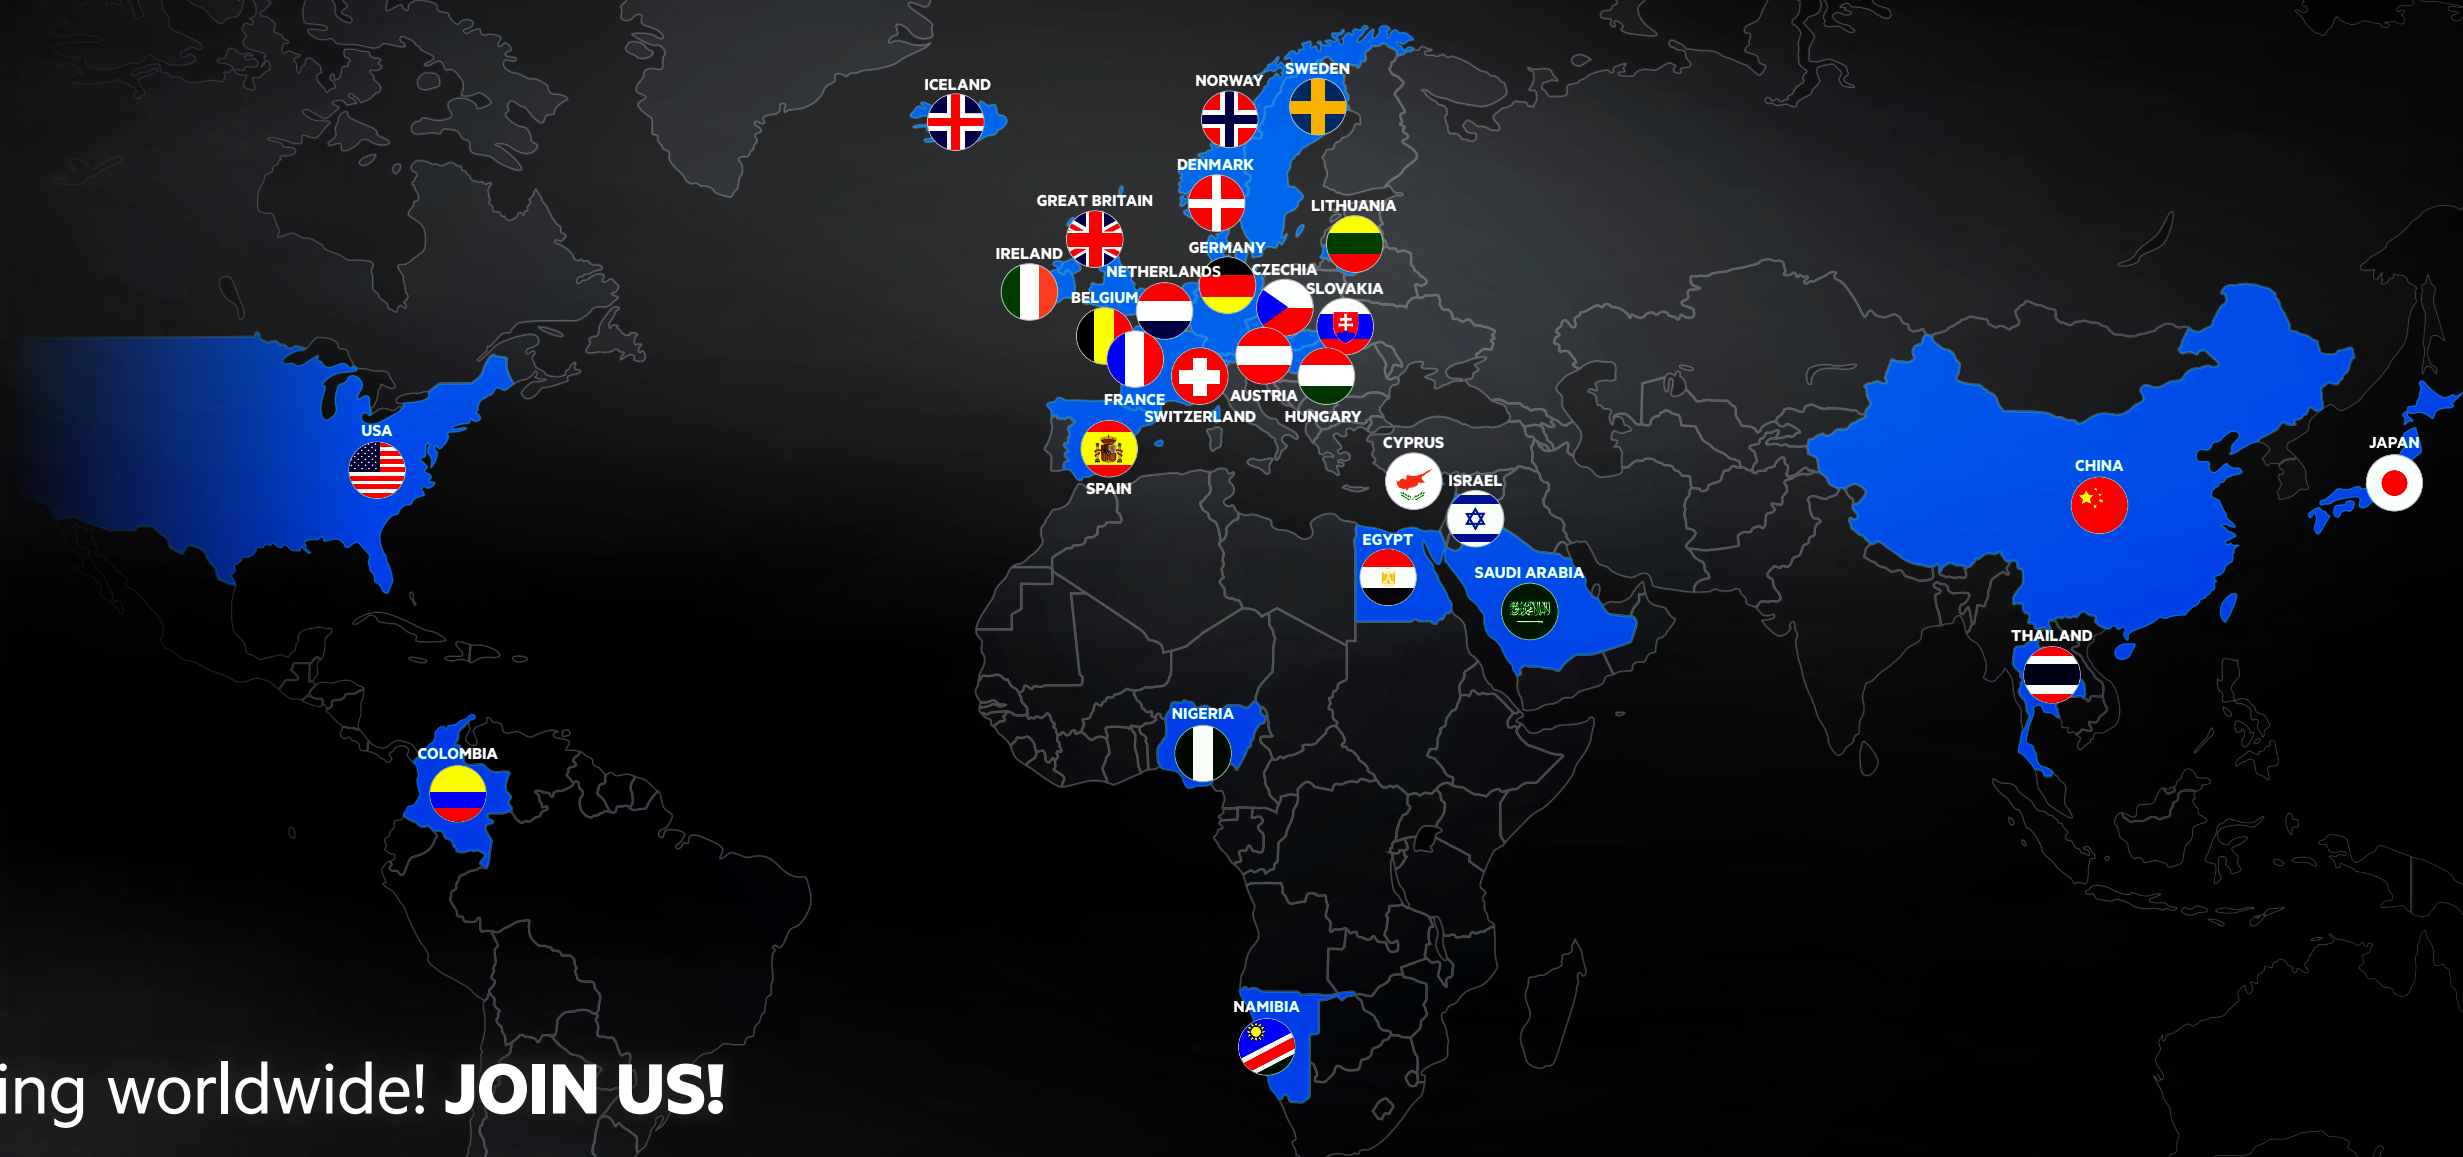 SWEDEN
NORWAY
ICELAND
DENMARK
GREAT BRITAIN
LITHUANIA
GERMANY
IRELAND
NETHERLANDS
CZECHIA
SLOVAKIA
BELGIUM
AUSTRIA
FRANCE
SWITZERLAND
HUNGARY
USA
CYPRUS
JAPAN
CHINA
ISRAEL
SPAIN
EGYPT
SAUDI ARABIA
THAILAND
NIGERIA
COLOMBIA
NAMIBIA
ing worldwide! JOIN US!